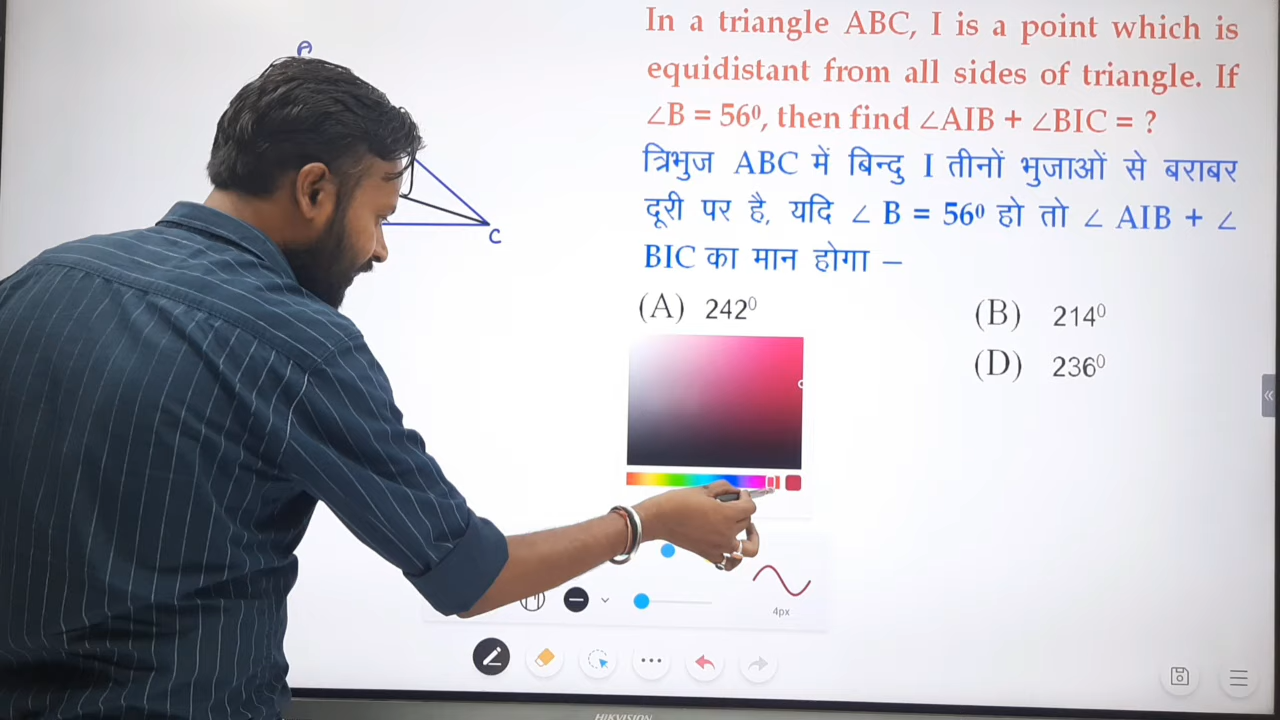 A
C
In a triangle ABC, I is a point which is
equidistant from all sides of triangle. If
∠B = 56⁰, then find ∠AIB + ∠BIC = ?
त्रिभुज ABC में बिन्दु I तीनों भुजाओं से बराबर
दूरी पर है, यदि ∠ B = 56⁰ हो तो ∠ AIB + ∠
BIC का मान होगा –
(A) 242⁰
(B) 214⁰
(D) 236⁰
4px
HIKVISION